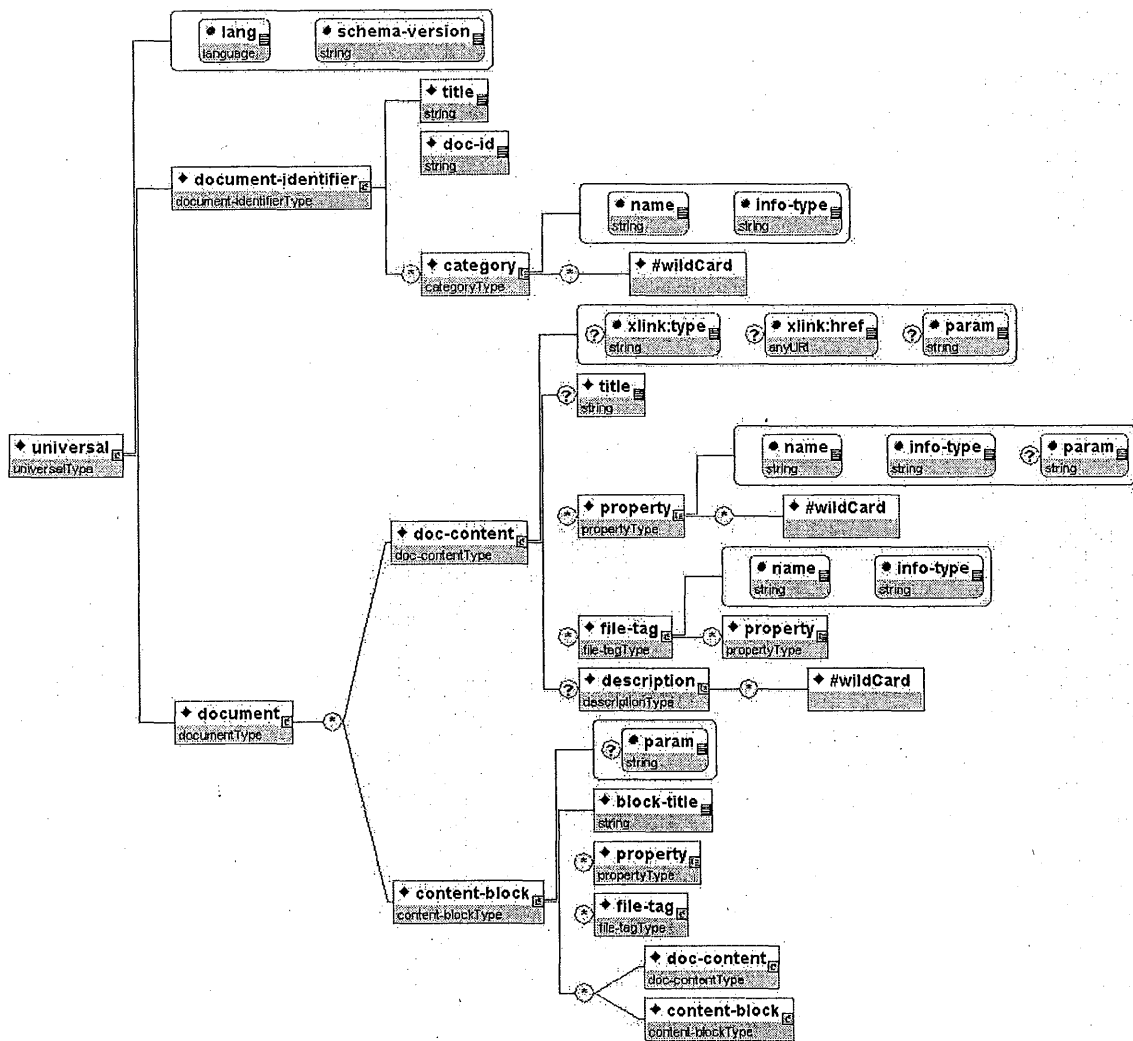 lang schema-version
language string
title
string
doc-id
string
document-identifier
document-identifierType
name info-type
string string
* category * #wildCard
categoryType
? xlink:type ? xlink:href ? param
string anyURI string
? title
string
universal
universalType
name info-type ? param
string string string
* property * #wildCard
propertyType
doc-content
doc-contentType
name info-type
string string
* file-tag * property
file-tagType propertyType
? description * #wildCard
descriptionType
document *
documentType
? param
string
block-title
string
* property
propertyType
content-block
content-blockType
* file-tag
file-tagType
doc-content
doc-contentType
*
content-block
content-blockType